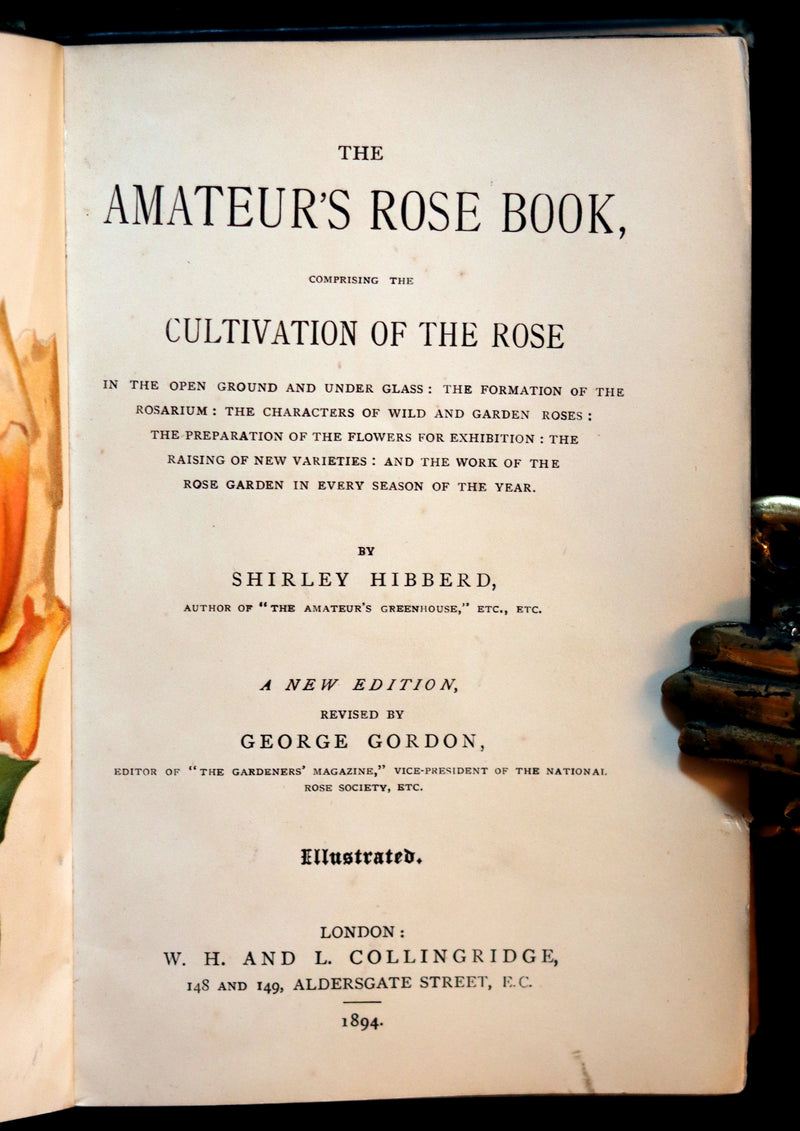 THE
AMATEUR'S ROSE BOOK,
COMPRISING THE
CULTIVATION OF THE ROSE
IN THE OPEN GROUND AND UNDER GLASS: THE FORMATION OF THE
ROSARIUM: THE CHARACTERS OF WILD AND GARDEN ROSES:
THE PREPARATION OF THE FLOWERS FOR EXHIBITION: THE
RAISING OF NEW VARIETIES: AND THE WORK OF THE
ROSE GARDEN IN EVERY SEASON OF THE YEAR.
BY
SHIRLEY HIBBERD,
AUTHOR OF "THE AMATEUR'S GREENHOUSE," ETC., ETC.
A NEW EDITION,
REVISED BY
GEORGE GORDON,
EDITOR OF "THE GARDENERS' MAGAZINE," VICE-PRESIDENT OF THE NATIONAL
ROSE SOCIETY, ETC.
Illustrated.
LONDON:
W. H. AND L. COLLINGRIDGE,
148 AND 149, ALDERSGATE STREET, E.C.
1894.